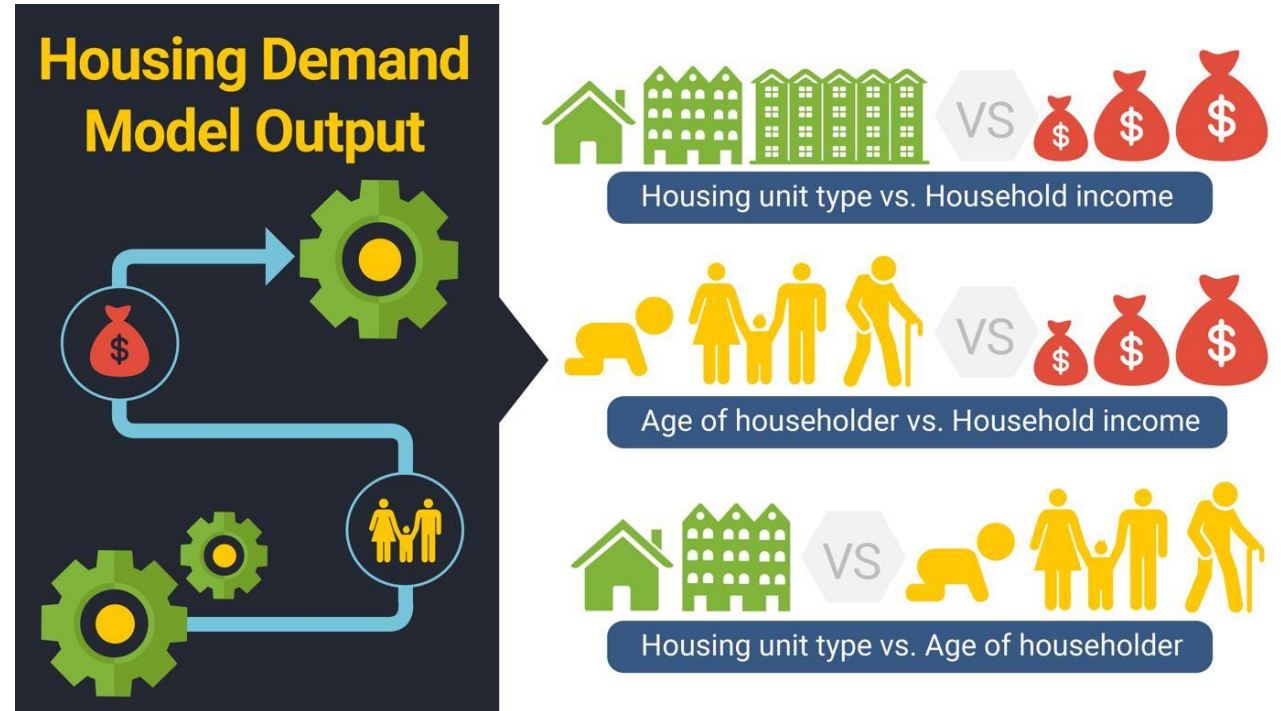 Housing Demand
Model Output
$
VS
$
$
$
Housing unit type vs. Household income
VS
$
$
$
Age of householder vs. Household income
VS
Housing unit type vs. Age of householder